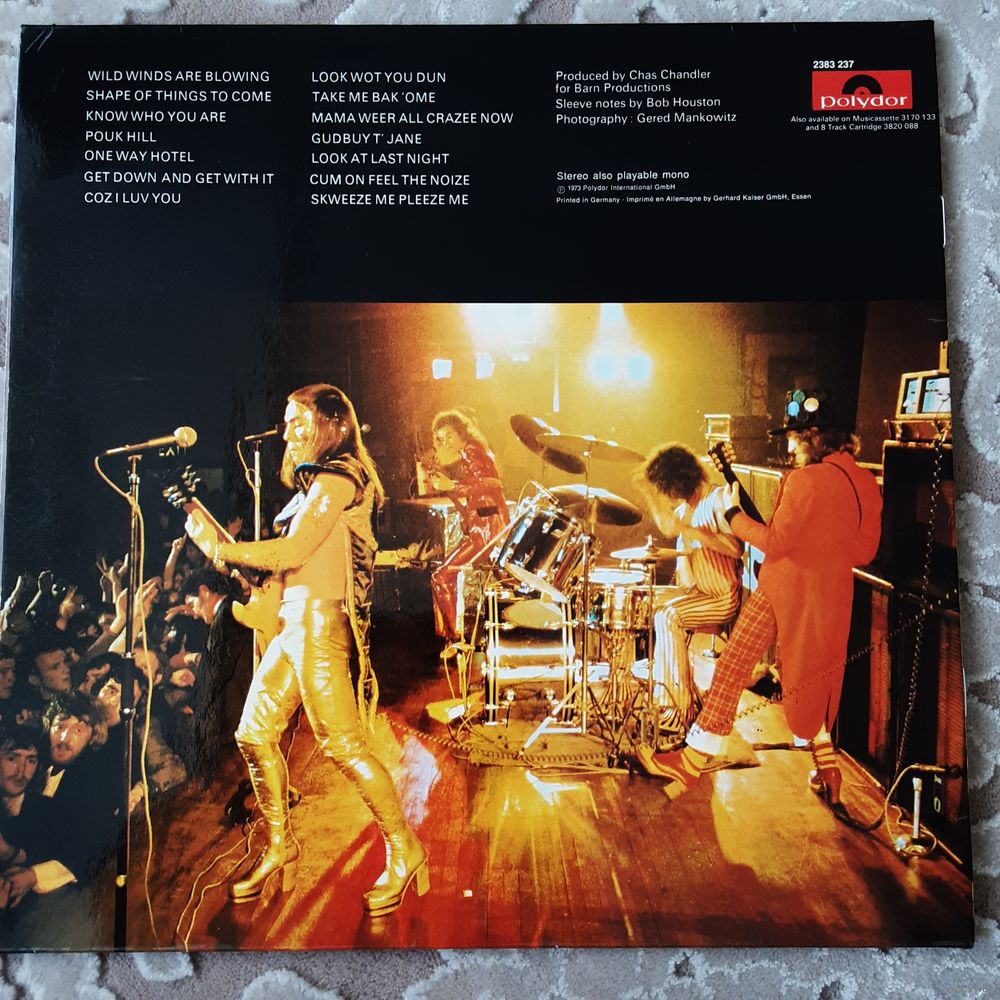 WILD WINDS ARE BLOWING
SHAPE OF THINGS TO COME
KNOW WHO YOU ARE
POUK HILL
ONE WAY HOTEL
GET DOWN AND GET WITH IT
COZ I LUV YOU
LOOK WOT YOU DUN
TAKE ME BAK 'OME
MAMA WEER ALL CRAZEE NOW
GUDBUY T' JANE
LOOK AT LAST NIGHT
CUM ON FEEL THE NOIZE
SKWEEZE ME PLEEZE ME
Produced by Chas Chandler
for Barn Productions
Sleeve notes by Bob Houston
Photography : Gered Mankowitz
Stereo also playable mono
Ⓟ 1973 Polydor International GmbH
Printed in Germany · Imprimé en Allemagne by Gerhard Kaiser GmbH, Essen
2383 237
polydor
Also available on Musicassette 3170 133
and 8 Track Cartridge 3820 088